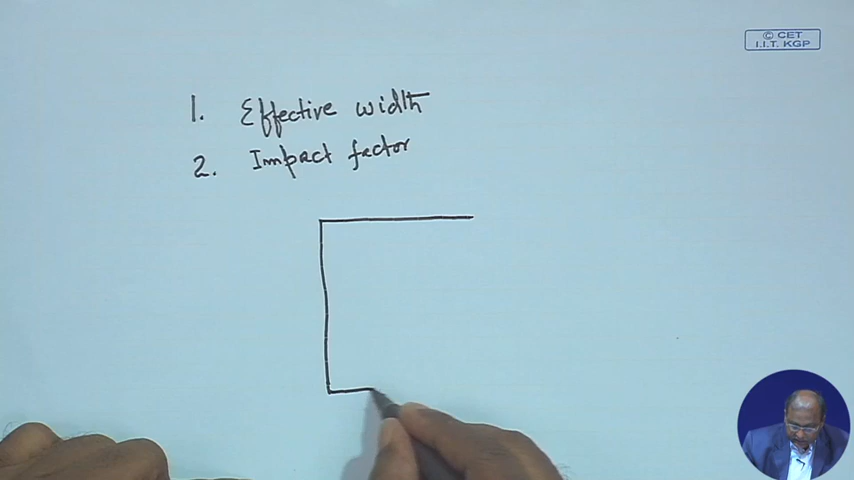 © CET
I.I.T. KGP
1. Effective width
2. Impact factor